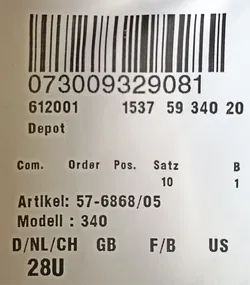 073009329081
612001 1537 59 340 20
Depot
Com. Order Pos. Satz B
10 1
Artikel: 57-6868/05
Modell : 340
D/NL/CH GB F/B US
28U